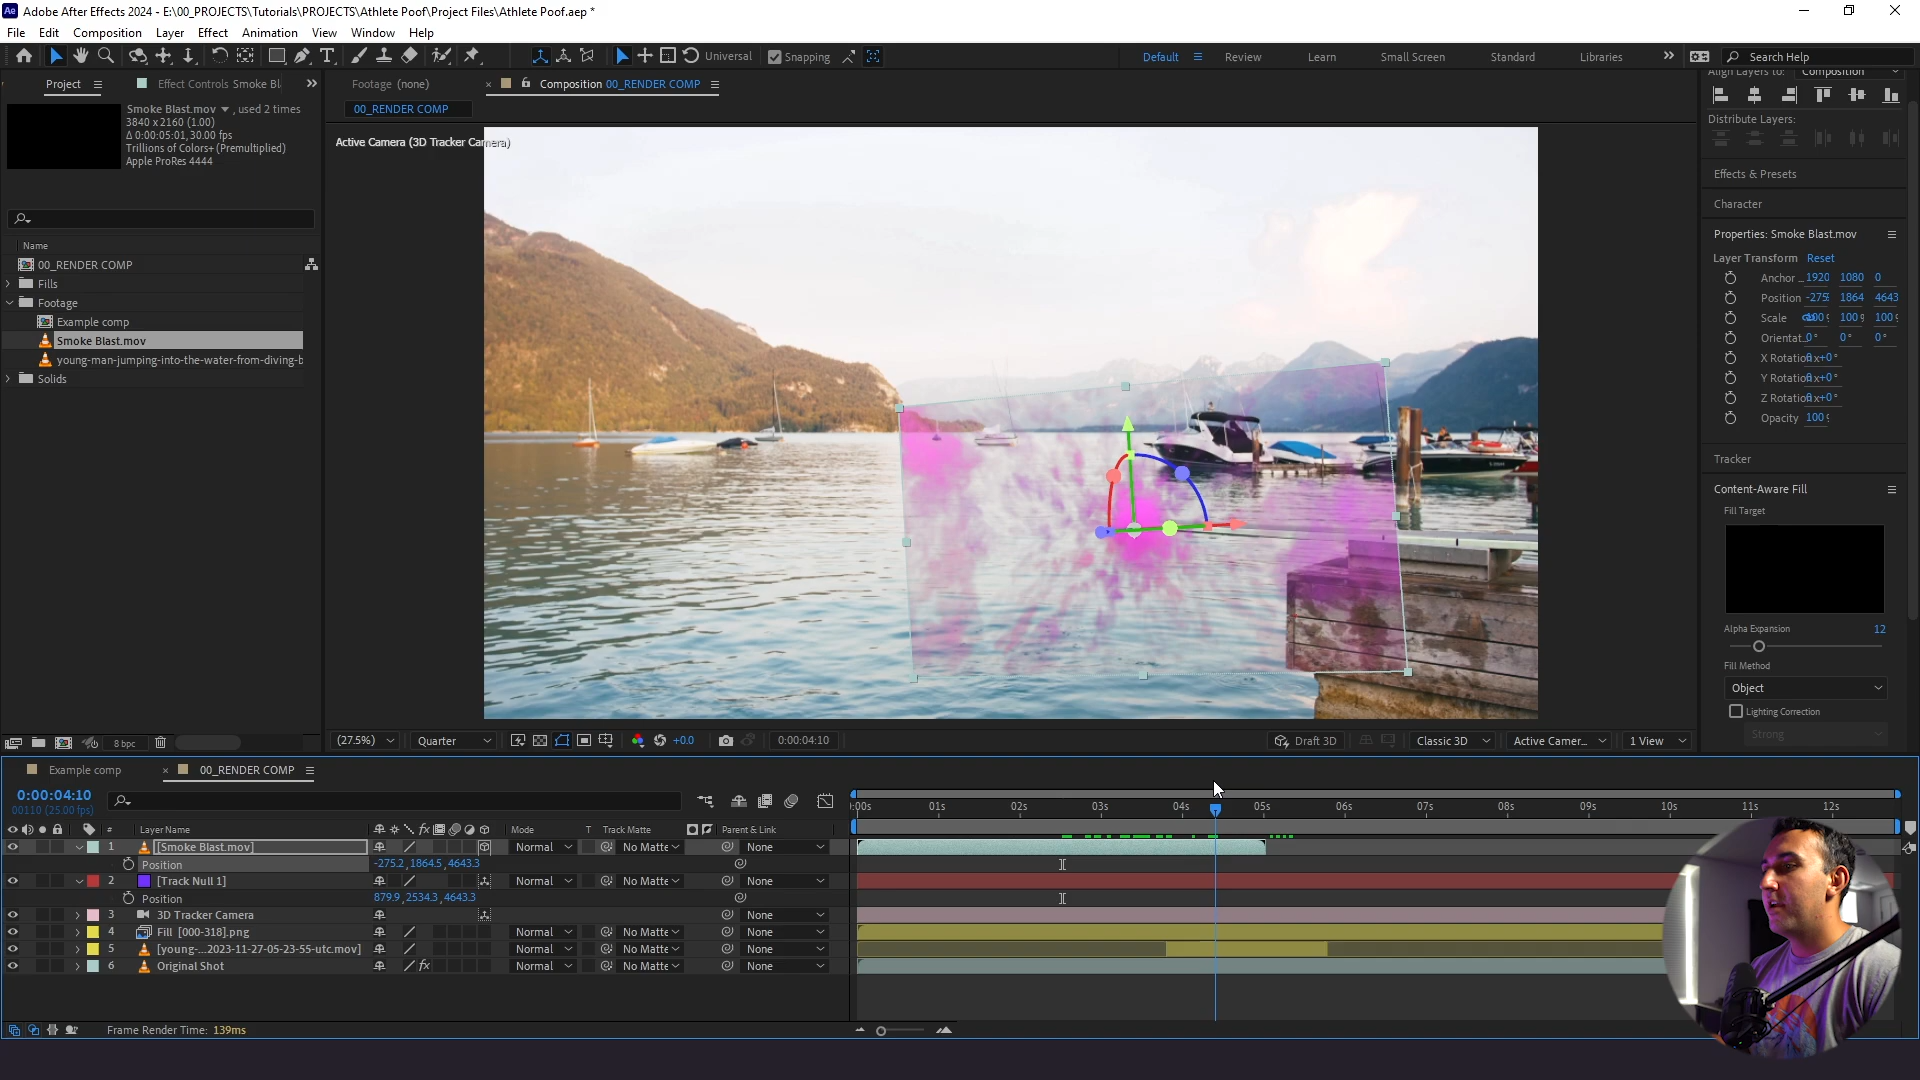 Adobe After Effects 2024 - E:\00_PROJECTS\Tutorials\PROJECTS\Athlete Poof\Project Files\Athlete Poof.aep *
File Edit Composition Layer Effect Animation View Window Help
Universal Snapping Default Review Learn Small Screen Standard Libraries Search Help
Project Effect Controls Smoke Bl
Smoke Blast.mov , used 2 times
3840 x 2160 (1.00)
Δ 0:00:05:01, 30.00 fps
Trillions of Colors+ (Premultiplied)
Apple ProRes 4444
Name
00_RENDER COMP
Fills
Footage
Example comp
Smoke Blast.mov
young-man-jumping-into-the-water-from-diving-b
Solids
8 bpc
Footage (none) Composition 00_RENDER COMP
00_RENDER COMP
Active Camera (3D Tracker Camera)
(27.5%) Quarter +0.0 0:00:04:10 Draft 3D Classic 3D Active Camer... 1 View
Align Layers to: Composition
Distribute Layers:
Effects & Presets
Character
Properties: Smoke Blast.mov
Layer Transform Reset
Anchor .. 1920 1080 0
Position 1864 4643
Scale 100 100 100
Orientat.. 0° 0° 0°
X Rotation x+0°
Y Rotation x+0°
Z Rotation x+0°
Opacity 100
Tracker
Content-Aware Fill
Fill Target
Alpha Expansion 12
Fill Method
Object
Lighting Correction
Strong
Example comp 00_RENDER COMP
0:00:04:10
00110 (25.00 fps)
:00s 01s 02s 03s 04s 05s 06s 07s 08s 09s 10s 11s 12s
# Layer Name Mode T Track Matte Parent & Link
1 [Smoke Blast.mov] Normal No Matte None
Position -275.2, 1864.5, 4643.3
2 [Track Null 1] Normal No Matte None
Position 879.9, 2534.3, 4643.3
3 3D Tracker Camera None
4 Fill [000-318].png Normal No Matte None
5 [young-...2023-11-27-05-23-55-utc.mov] Normal No Matte None
6 Original Shot Normal No Matte None
Frame Render Time: 139ms